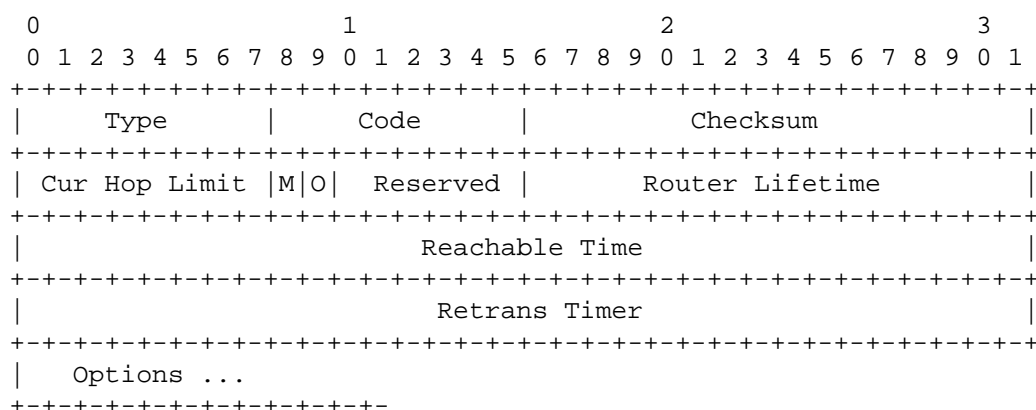 0                   1                   2                   3
 0 1 2 3 4 5 6 7 8 9 0 1 2 3 4 5 6 7 8 9 0 1 2 3 4 5 6 7 8 9 0 1
+-+-+-+-+-+-+-+-+-+-+-+-+-+-+-+-+-+-+-+-+-+-+-+-+-+-+-+-+-+-+-+-+
|     Type      |     Code      |          Checksum             |
+-+-+-+-+-+-+-+-+-+-+-+-+-+-+-+-+-+-+-+-+-+-+-+-+-+-+-+-+-+-+-+-+
| Cur Hop Limit |M|O|  Reserved |       Router Lifetime         |
+-+-+-+-+-+-+-+-+-+-+-+-+-+-+-+-+-+-+-+-+-+-+-+-+-+-+-+-+-+-+-+-+
|                         Reachable Time                        |
+-+-+-+-+-+-+-+-+-+-+-+-+-+-+-+-+-+-+-+-+-+-+-+-+-+-+-+-+-+-+-+-+
|                          Retrans Timer                        |
+-+-+-+-+-+-+-+-+-+-+-+-+-+-+-+-+-+-+-+-+-+-+-+-+-+-+-+-+-+-+-+-+
|   Options ...
+-+-+-+-+-+-+-+-+-+-+-+-